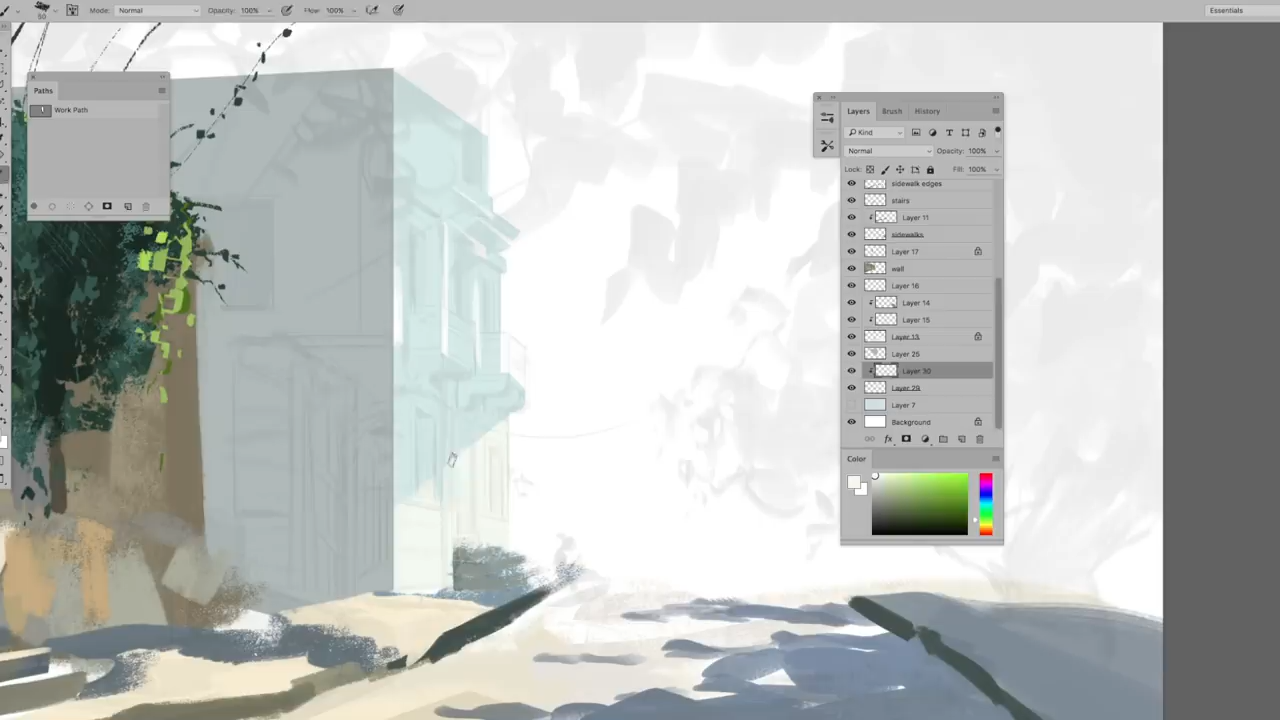 50 Mode: Normal Opacity: 100% Flow: 100% Essentials
Paths
Work Path
Layers Brush History
Kind
Normal Opacity: 100%
Lock: Fill: 100%
sidewalk edges
stairs
Layer 11
sidewalks
Layer 17
wall
Layer 16
Layer 14
Layer 15
Layer 13
Layer 25
Layer 30
Layer 29
Layer 7
Background
fx
Color